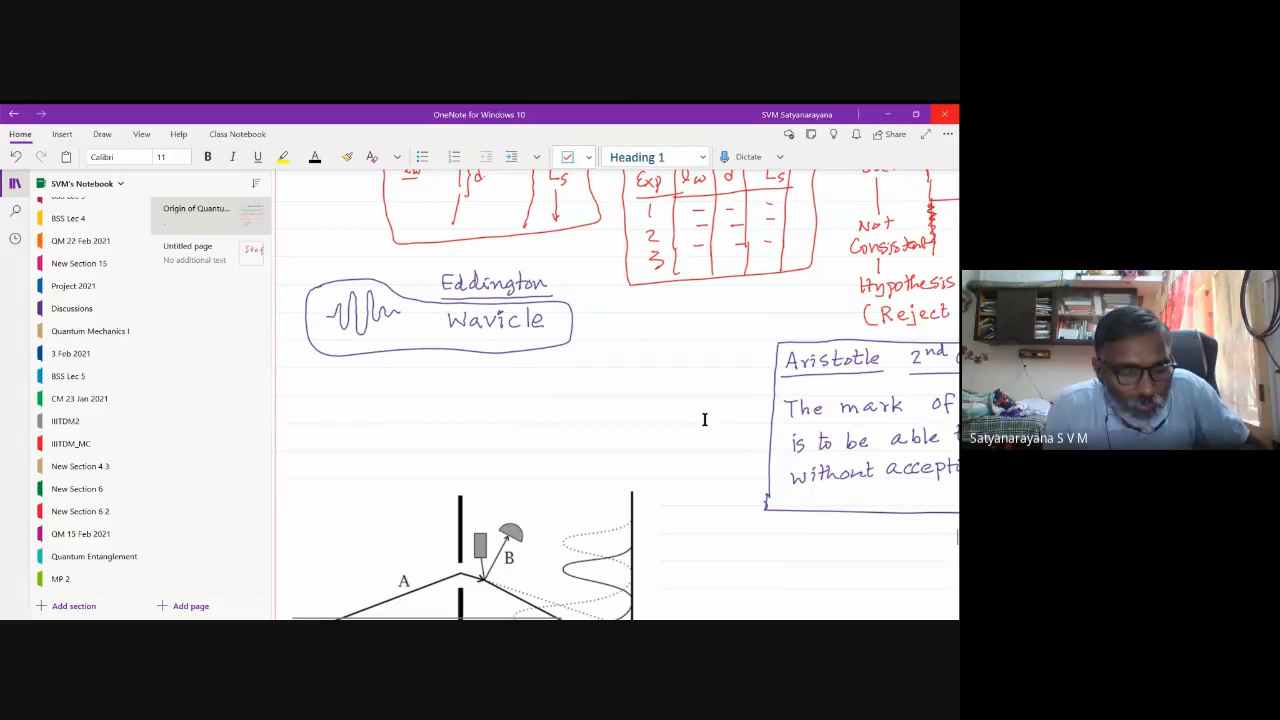 OneNote for Windows 10
SVM Satyanarayana
Home Insert Draw View Help Class Notebook
Share
Calibri 11 B I U A Heading 1 Dictate
SVM's Notebook
BSS Lec 4
QM 22 Feb 2021
New Section 15
Project 2021
Discussions
Quantum Mechanics I
3 Feb 2021
BSS Lec 5
CM 23 Jan 2021
IIITDM2
IIITDM_MC
New Section 4 3
New Section 6
New Section 6 2
QM 15 Feb 2021
Quantum Entanglement
MP 2
Add section
Add page
Origin of Quantu...
Untitled page
No additional text
d
Ls
Exp lw d Ls
1
2
3
Not
Consistent
Hypothesis
(Reject
Eddington
Wavicle
Aristotle 2nd
The mark of
is to be able
without accepti
A
B
Satyanarayana S V M